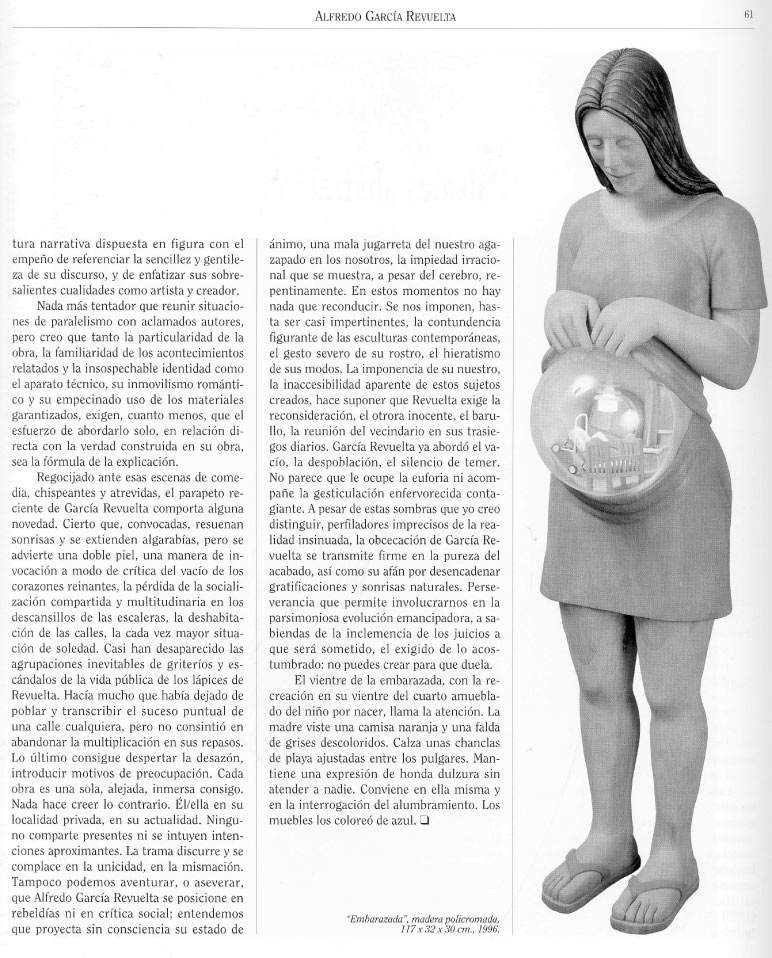 ALFREDO GARCÍA REVUELTA
61
tura narrativa dispuesta en figura con el
empeño de referenciar la sencillez y gentile-
za de su discurso, y de enfatizar sus sobre-
salientes cualidades como artista y creador.
Nada más tentador que reunir situacio-
nes de paralelismo con aclamados autores,
pero creo que tanto la particularidad de la
obra, la familiaridad de los acontecimientos
relatados y la insospechable identidad como
el aparato técnico, su inmovilismo románti-
co y su empecinado uso de los materiales
garantizados, exigen, cuanto menos, que el
esfuerzo de abordarlo solo, en relación di-
recta con la verdad construida en su obra,
sea la fórmula de la explicación.
Regocijado ante esas escenas de come-
dia, chispeantes y atrevidas, el parapeto re-
ciente de García Revuelta comporta alguna
novedad. Cierto que, convocadas, resuenan
sonrisas y se extienden algarabías, pero se
advierte una doble piel, una manera de in-
vocación a modo de crítica del vacío de los
corazones reinantes, la pérdida de la sociali-
zación compartida y multitudinaria en los
descansillos de las escaleras, la deshabita-
ción de las calles, la cada vez mayor situa-
ción de soledad. Casi han desaparecido las
agrupaciones inevitables de griteríos y es-
cándalos de la vida pública de los lápices de
Revuelta. Hacía mucho que había dejado de
poblar y transcribir el suceso puntual de
una calle cualquiera, pero no consintió en
abandonar la multiplicación en sus repasos.
Lo último consigue despertar la desazón,
introducir motivos de preocupación. Cada
obra es una sola, alejada, inmersa consigo.
Nada hace creer lo contrario. Él/ella en su
localidad privada, en su actualidad. Ningu-
no comparte presentes ni se intuyen inten-
ciones aproximantes. La trama discurre y se
complace en la unicidad, en la mismación.
Tampoco podemos aventurar, o aseverar,
que Alfredo García Revuelta se posicione en
rebeldías ni en crítica social; entendemos
que proyecta sin consciencia su estado de
ánimo, una mala jugarreta del nuestro aga-
zapado en los nosotros, la impiedad irracio-
nal que se muestra, a pesar del cerebro, re-
pentinamente. En estos momentos no hay
nada que reconducir. Se nos imponen, has-
ta ser casi impertinentes, la contundencia
figurante de las esculturas contemporáneas,
el gesto severo de su rostro, el hieratismo
de sus modos. La imponencia de su nuestro,
la inaccesibilidad aparente de estos sujetos
creados, hace suponer que Revuelta exige la
reconsideración, el otrora inocente, el baru-
llo, la reunión del vecindario en sus trasie-
gos diarios. García Revuelta ya abordó el va-
cío, la despoblación, el silencio de temer.
No parece que le ocupe la euforia ni acom-
pañe la gesticulación enfervorecida conta-
giante. A pesar de estas sombras que yo creo
distinguir, perfiladores imprecisos de la rea-
lidad insinuada, la obcecación de García Re-
vuelta se transmite firme en la pureza del
acabado, así como su afán por desencadenar
gratificaciones y sonrisas naturales. Perse-
verancia que permite involucrarnos en la
parsimoniosa evolución emancipadora, a sa-
biendas de la inclemencia de los juicios a
que será sometido, el exigido de lo acos-
tumbrado: no puedes crear para que duela.
El vientre de la embarazada, con la re-
creación en su vientre del cuarto amuebla-
do del niño por nacer, llama la atención. La
madre viste una camisa naranja y una falda
de grises descoloridos. Calza unas chanclas
de playa ajustadas entre los pulgares. Man-
tiene una expresión de honda dulzura sin
atender a nadie. Conviene en ella misma y
en la interrogación del alumbramiento. Los
muebles los coloreó de azul. ❏
"Embarazada", madera policromada,
117 x 32 x 30 cm., 1996.